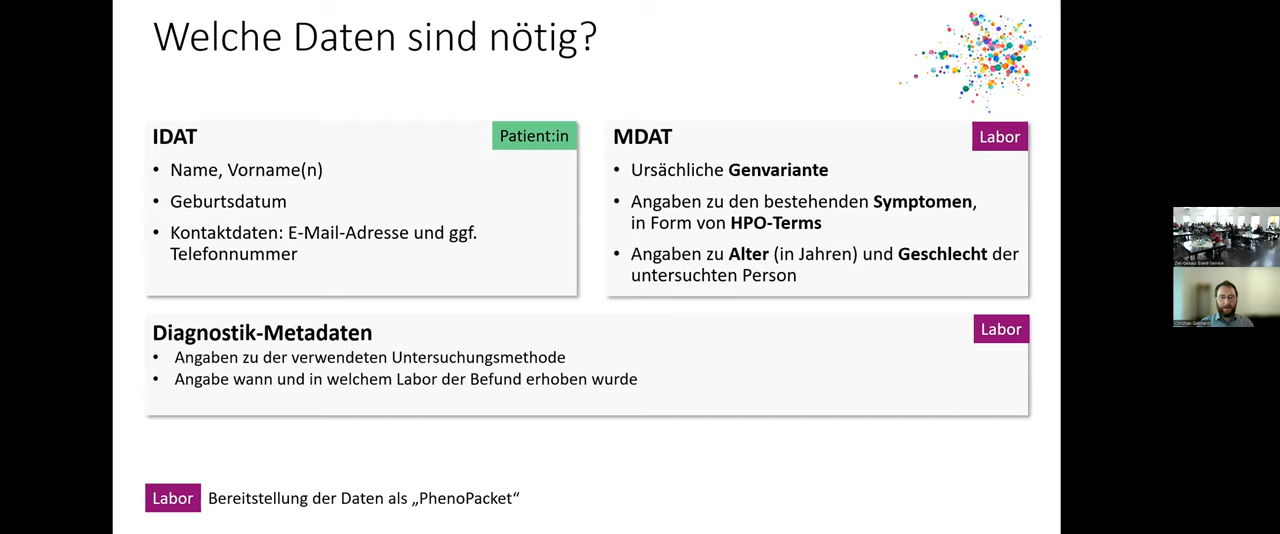 Welche Daten sind nötig?
IDAT
Patient:in
• Name, Vorname(n)
• Geburtsdatum
• Kontaktdaten: E-Mail-Adresse und ggf.
Telefonnummer
MDAT
Labor
• Ursächliche Genvariante
• Angaben zu den bestehenden Symptomen,
in Form von HPO-Terms
• Angaben zu Alter (in Jahren) und Geschlecht der
untersuchten Person
Diagnostik-Metadaten
Labor
• Angaben zu der verwendeten Untersuchungsmethode
• Angabe wann und in welchem Labor der Befund erhoben wurde
Labor Bereitstellung der Daten als „PhenoPacket“
Event-Service
Christian